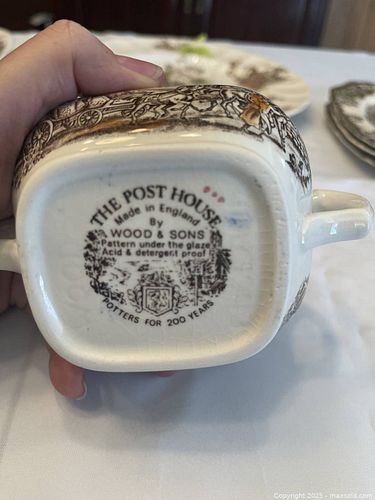 THE POST HOUSE
Made in England
By
WOOD & SONS
Pattern under the glaze
Acid & detergent proof
POTTERS FOR 200 YEARS
Copyright 2025 - maxsold.com